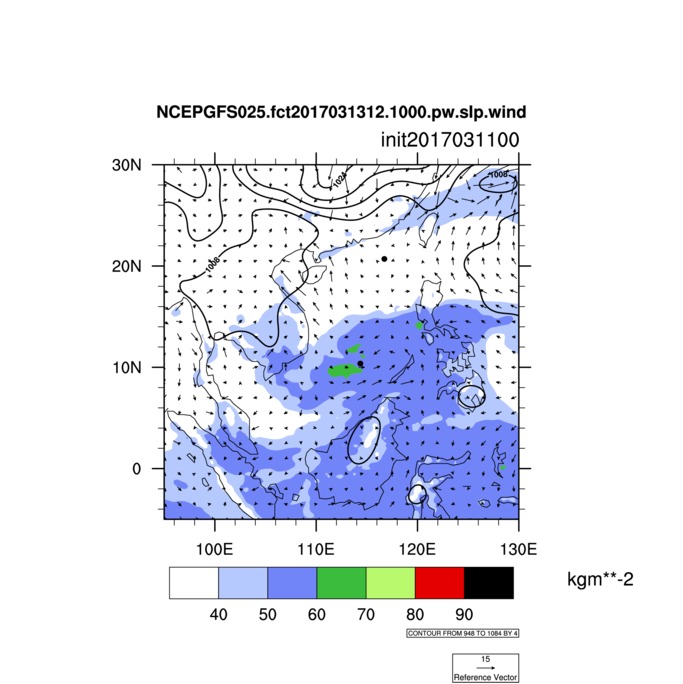 NCEPGFS025.fct2017031312.1000.pw.slp.wind
init2017031100
30N
20N
10N
0
1024
1008
1008
100E 110E 120E 130E
40 50 60 70 80 90
kgm**-2
CONTOUR FROM 948 TO 1084 BY 4
15
Reference Vector